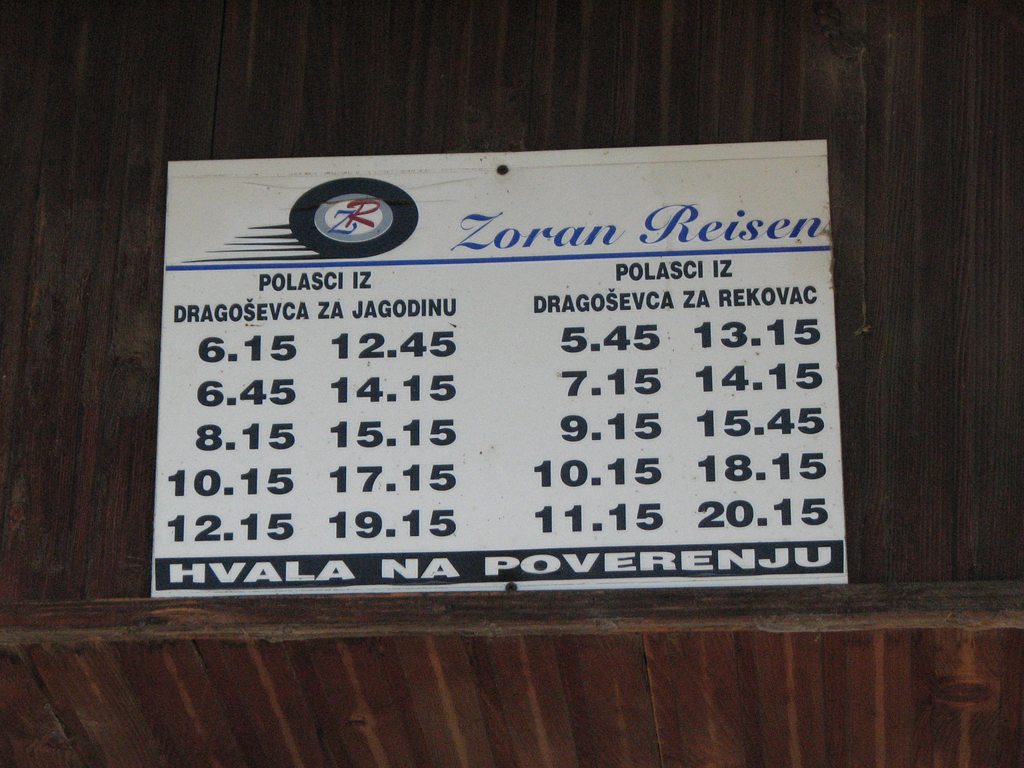 ZR
Zoran Reisen
POLASCI IZ
DRAGOŠEVCA ZA JAGODINU
6.15 12.45
6.45 14.15
8.15 15.15
10.15 17.15
12.15 19.15
POLASCI IZ
DRAGOŠEVCA ZA REKOVAC
5.45 13.15
7.15 14.15
9.15 15.45
10.15 18.15
11.15 20.15
HVALA NA POVERENJU